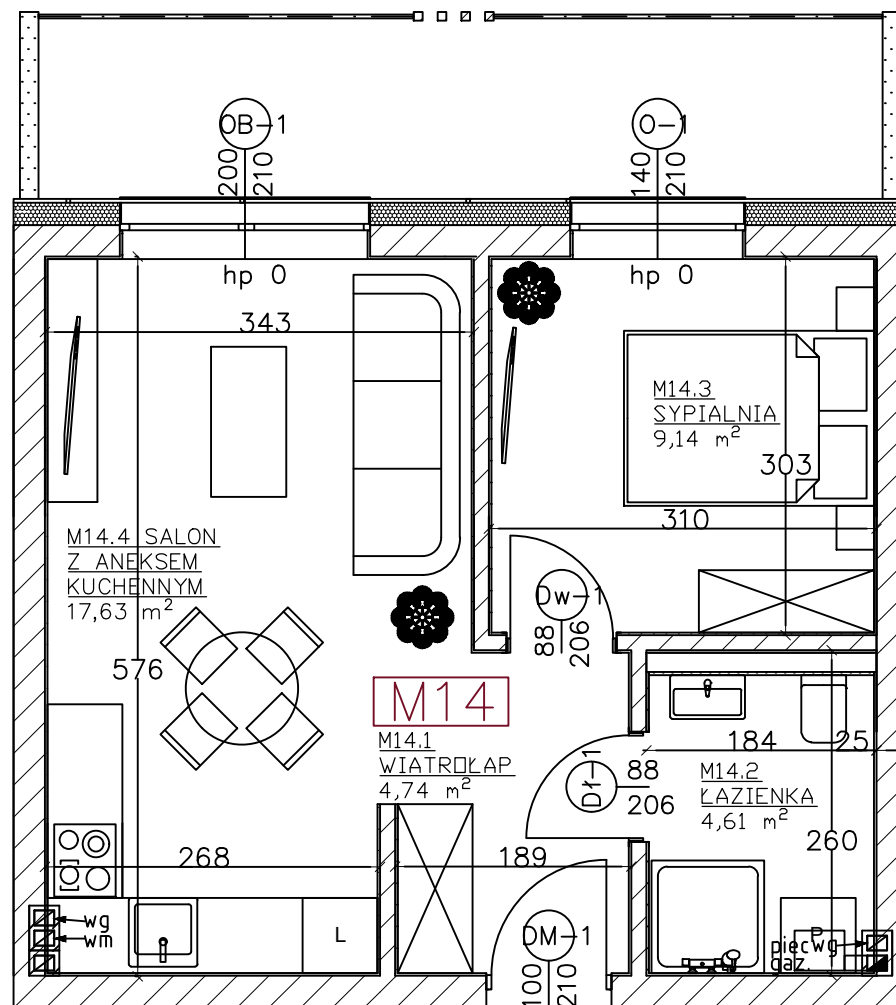 OB-1
200
210
O-1
140
210
hp 0
hp 0
343
M14.3
SYPIALNIA
9,14 m²
303
310
M14.4 SALON
Z ANEKSEM
KUCHENNYM
17,63 m²
Dw-1
88
206
576
M14
M14.1
WIATROŁAP
4,74 m²
184
25
Dł-1
88
206
M14.2
ŁAZIENKA
4,61 m²
268
189
260
wg
wm
L
DM-1
100
210
P
piec
wg
gaz.